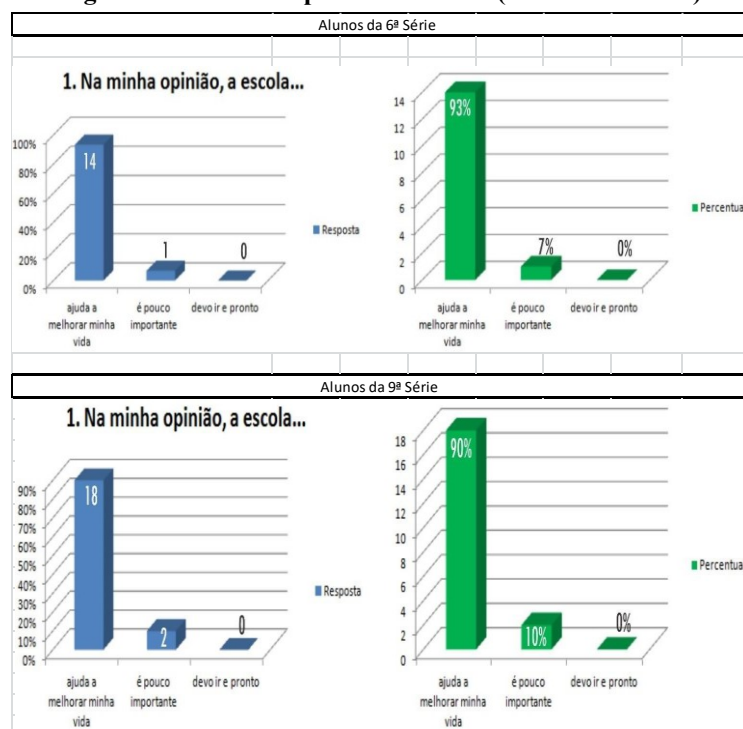 Alunos da 6ª Série
1. Na minha opinião, a escola...
100%
80%
60%
40%
20%
0%
14
1
0
ajuda a
melhorar minha
vida
é pouco
importante
devo ir e pronto
Resposta
14
12
10
8
6
4
2
0
93%
7%
0%
ajuda a
melhorar minha
vida
é pouco
importante
devo ir e pronto
Percentua
Alunos da 9ª Série
1. Na minha opinião, a escola...
90%
80%
70%
60%
50%
40%
30%
20%
10%
0%
18
2
0
ajuda a
melhorar minha
vida
é pouco
importante
devo ir e pronto
Resposta
18
16
14
12
10
8
6
4
2
0
90%
10%
0%
ajuda a
melhorar minha
vida
é pouco
importante
devo ir e pronto
Percentua